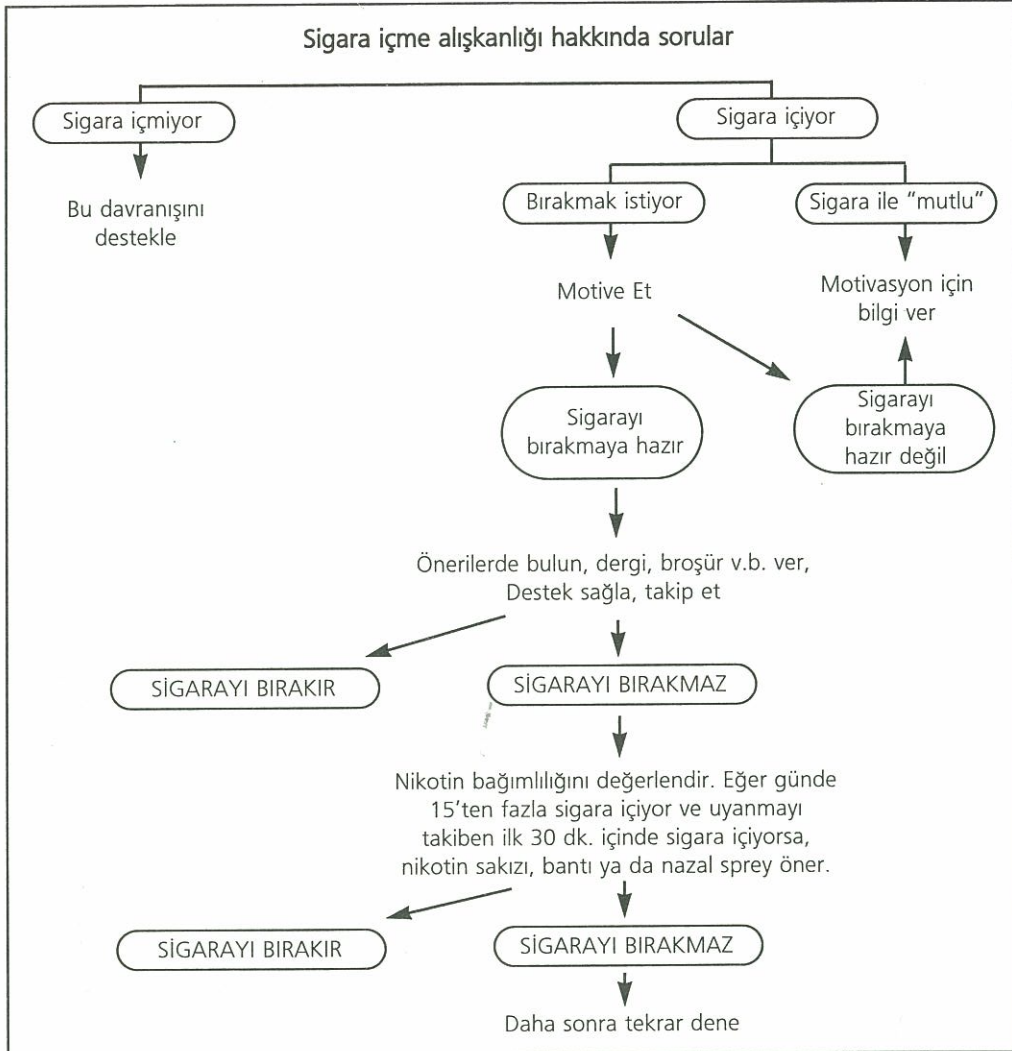 Sigara içme alışkanlığı hakkında sorular
Sigara içmiyor
Sigara içiyor
Bu davranışını
destekle
Bırakmak istiyor
Sigara ile "mutlu"
Motive Et
Motivasyon için
bilgi ver
Sigarayı
bırakmaya hazır
Sigarayı
bırakmaya
hazır değil
Önerilerde bulun, dergi, broşür v.b. ver,
Destek sağla, takip et
SİGARAYI BIRAKIR
SİGARAYI BIRAKMAZ
Nikotin bağımlılığını değerlendir. Eğer günde
15'ten fazla sigara içiyor ve uyanmayı
takiben ilk 30 dk. içinde sigara içiyorsa,
nikotin sakızı, bantı ya da nazal sprey öner.
SİGARAYI BIRAKIR
SİGARAYI BIRAKMAZ
Daha sonra tekrar dene